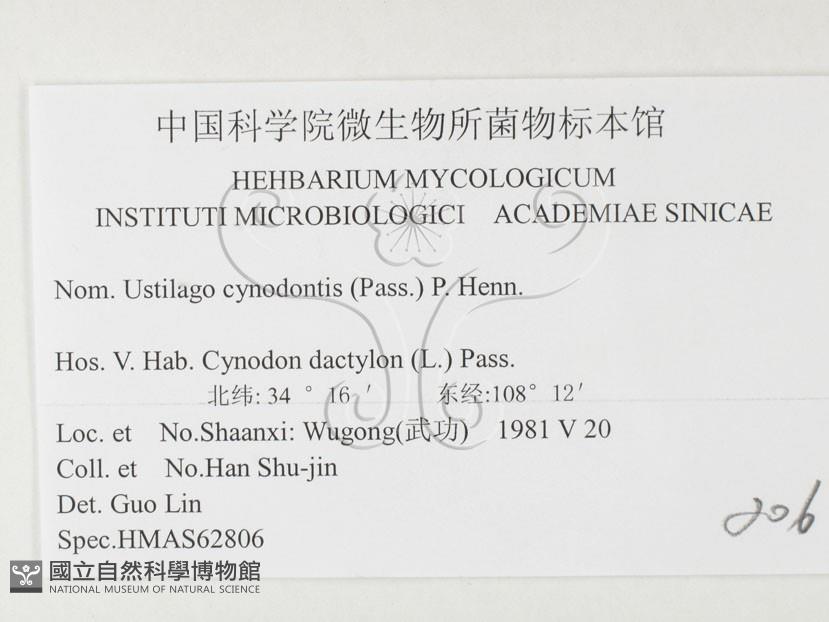 中国科学院微生物所菌物标本馆
HEHBARIUM MYCOLOGICUM
INSTITUTI MICROBIOLOGICI ACADEMIAE SINICAE
Nom. Ustilago cynodontis (Pass.) P. Henn.
Hos. V. Hab. Cynodon dactylon (L.) Pass.
北纬: 34 ° 16 ′ 东经:108° 12′
Loc. et No.Shaanxi: Wugong(武功) 1981 V 20
Coll. et No.Han Shu-jin
Det. Guo Lin
Spec.HMAS62806
206
國立自然科學博物館
NATIONAL MUSEUM OF NATURAL SCIENCE